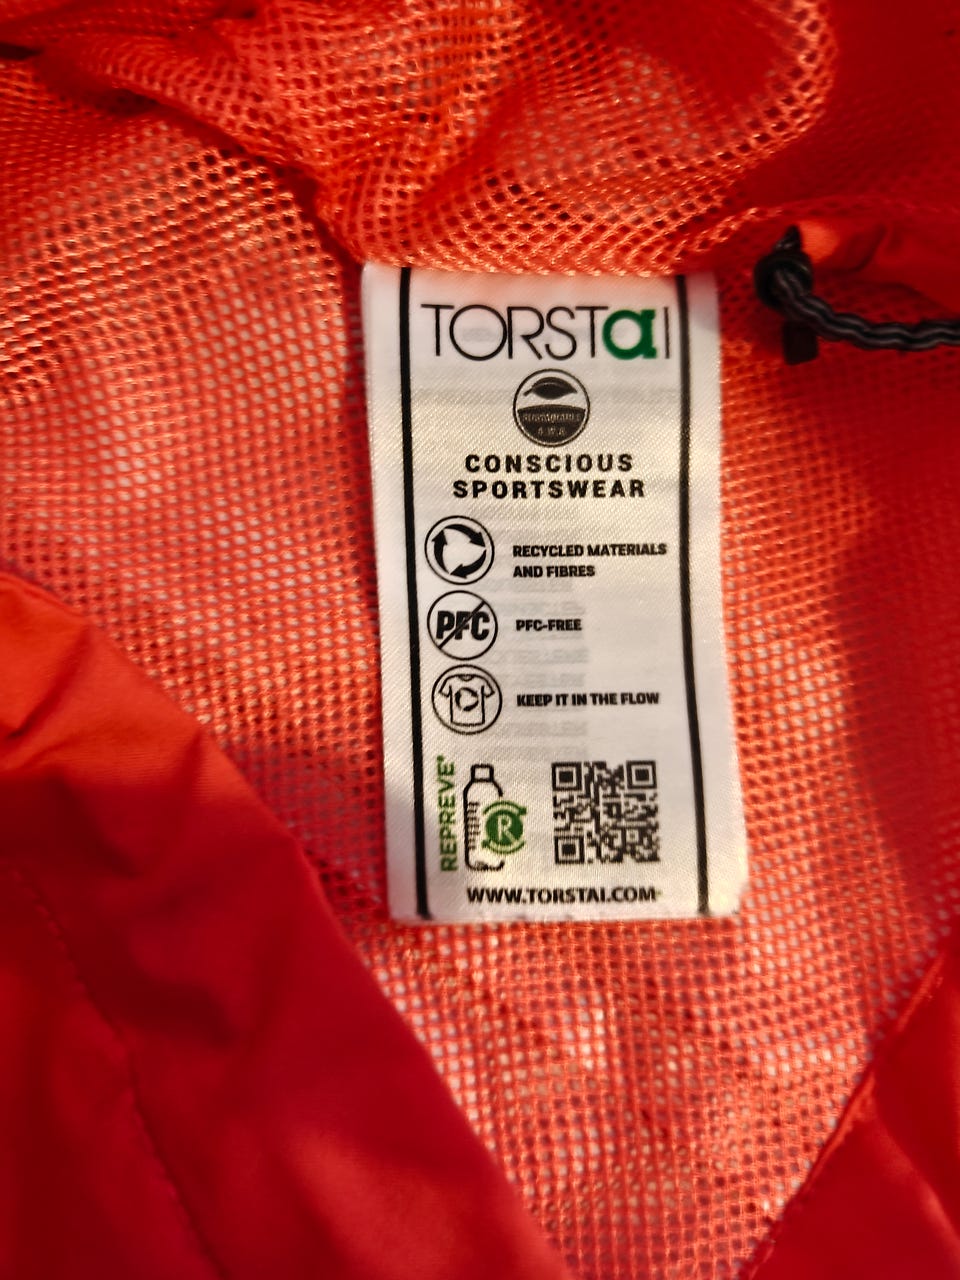 TORSTaI
CONSCIOUS
SPORTSWEAR
RECYCLED MATERIALS
AND FIBRES
PFC
PFC-FREE
KEEP IT IN THE FLOW
REPREVE®
R
WWW.TORSTAI.COM